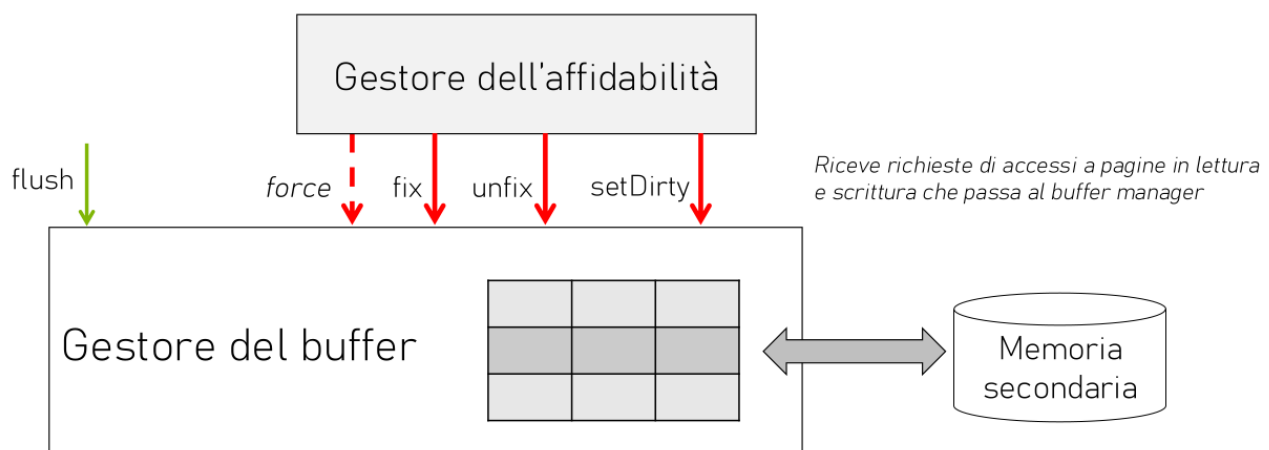 Gestore dell'affidabilità
flush
force
fix
unfix
setDirty
Riceve richieste di accessi a pagine in lettura
e scrittura che passa al buffer manager
Gestore del buffer
Memoria
secondaria